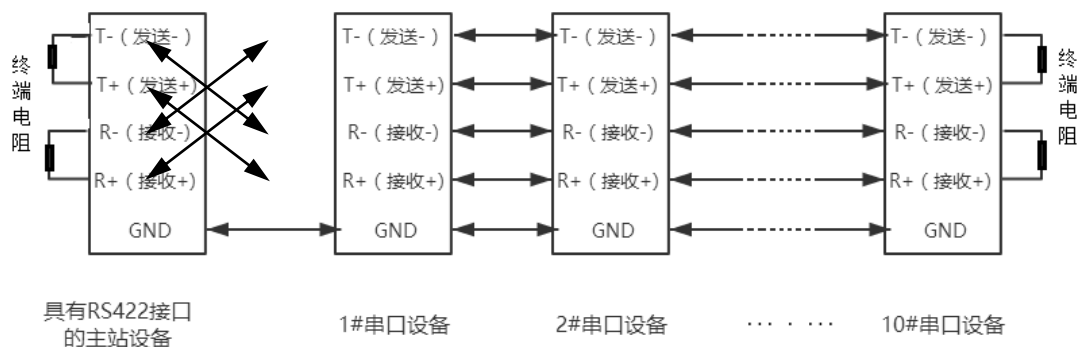 T-（发送-） T-（发送-） T-（发送-） T-（发送-）
T+（发送+） T+（发送+） T+（发送+） T+（发送+）
R-（接收-） R-（接收-） R-（接收-） R-（接收-）
R+（接收+） R+（接收+） R+（接收+） R+（接收+）
GND GND GND GND
终端电阻
终端电阻
具有RS422接口
的主站设备
1#串口设备
2#串口设备
··· · ···
10#串口设备